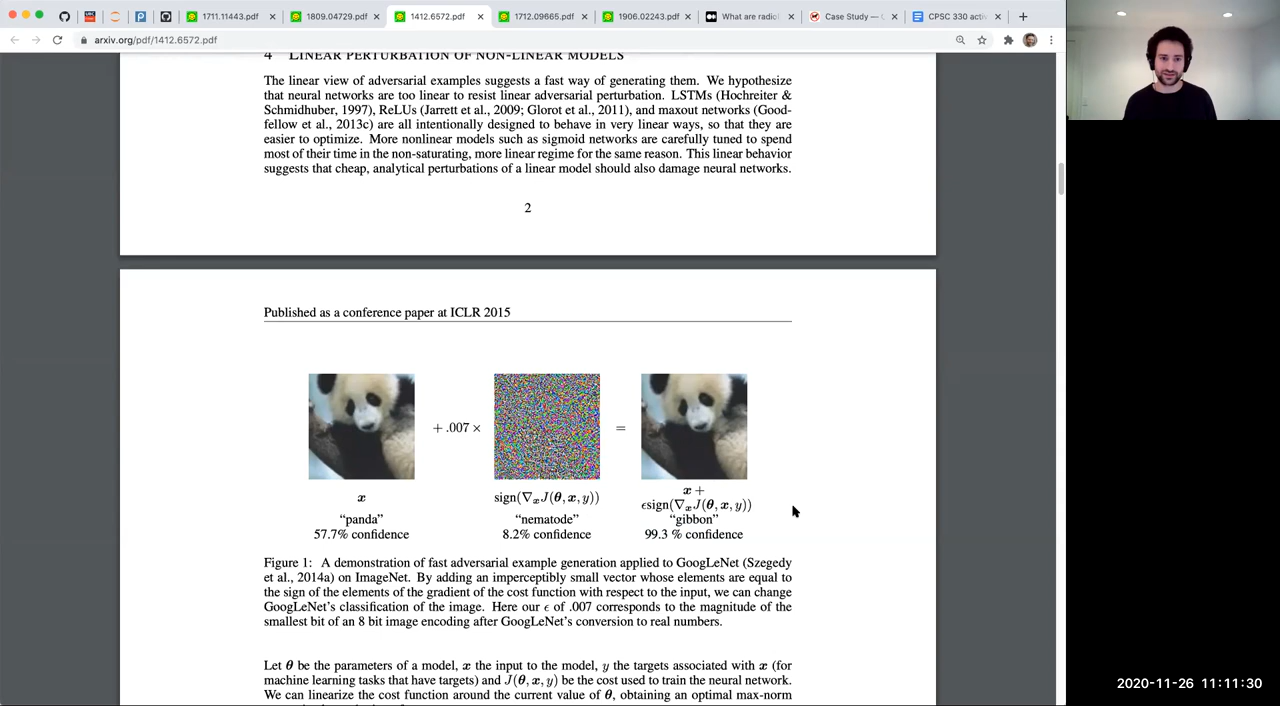 1711.11443.pdf
1809.04729.pdf
1412.6572.pdf
1712.09665.pdf
1906.02243.pdf
What are radio
Case Study —
CPSC 330 activ
arxiv.org/pdf/1412.6572.pdf
4 LINEAR PERTURBATION OF NON-LINEAR MODELS
The linear view of adversarial examples suggests a fast way of generating them. We hypothesize
that neural networks are too linear to resist linear adversarial perturbation. LSTMs (Hochreiter &
Schmidhuber, 1997), ReLUs (Jarrett et al., 2009; Glorot et al., 2011), and maxout networks (Good-
fellow et al., 2013c) are all intentionally designed to behave in very linear ways, so that they are
easier to optimize. More nonlinear models such as sigmoid networks are carefully tuned to spend
most of their time in the non-saturating, more linear regime for the same reason. This linear behavior
suggests that cheap, analytical perturbations of a linear model should also damage neural networks.
2
Published as a conference paper at ICLR 2015
+ .007 ×
=
x
sign(∇ₓJ(θ, x, y))
x +
ϵsign(∇ₓJ(θ, x, y))
“panda”
“nematode”
“gibbon”
57.7% confidence
8.2% confidence
99.3 % confidence
Figure 1: A demonstration of fast adversarial example generation applied to GoogLeNet (Szegedy
et al., 2014a) on ImageNet. By adding an imperceptibly small vector whose elements are equal to
the sign of the elements of the gradient of the cost function with respect to the input, we can change
GoogLeNet’s classification of the image. Here our ϵ of .007 corresponds to the magnitude of the
smallest bit of an 8 bit image encoding after GoogLeNet’s conversion to real numbers.
Let θ be the parameters of a model, x the input to the model, y the targets associated with x (for
machine learning tasks that have targets) and J(θ, x, y) be the cost used to train the neural network.
We can linearize the cost function around the current value of θ, obtaining an optimal max-norm
2020-11-26 11:11:30